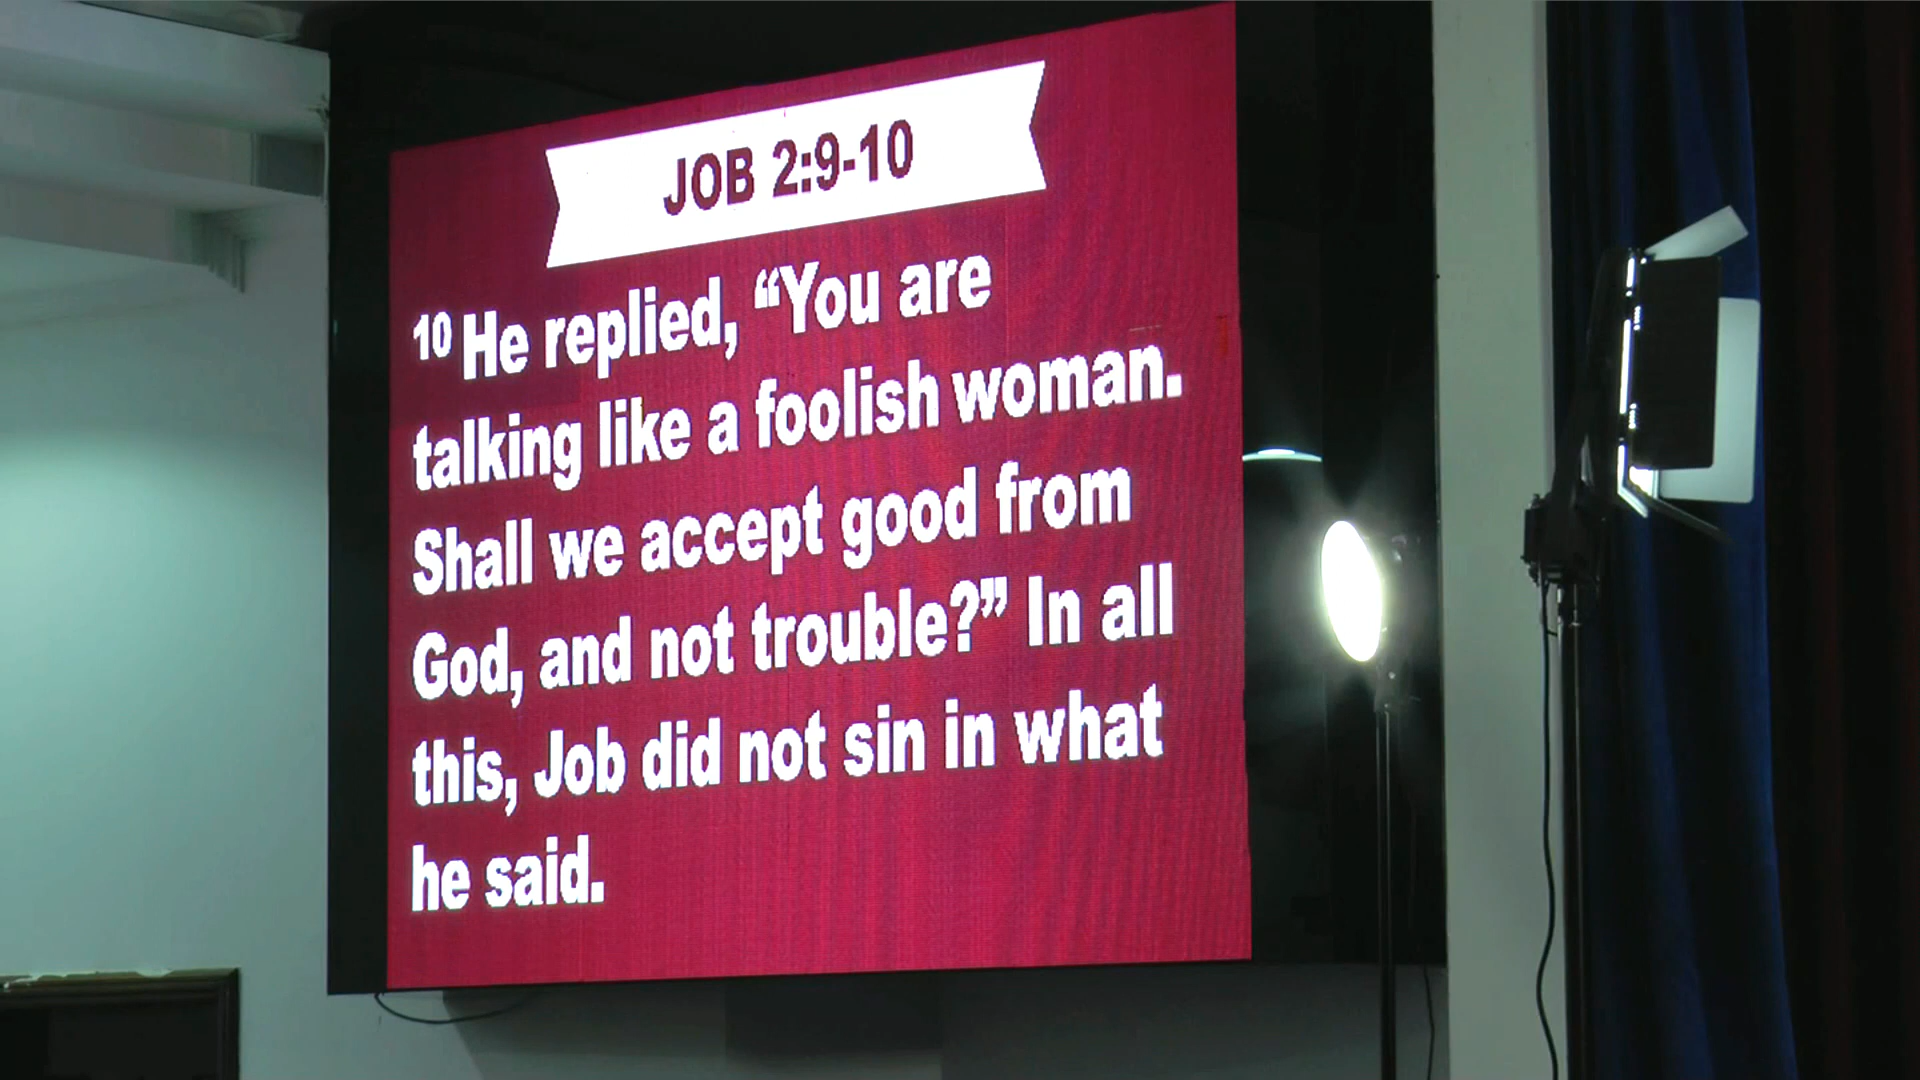 JOB 2:9-10
10 He replied, “You are
talking like a foolish woman.
Shall we accept good from
God, and not trouble?” In all
this, Job did not sin in what
he said.